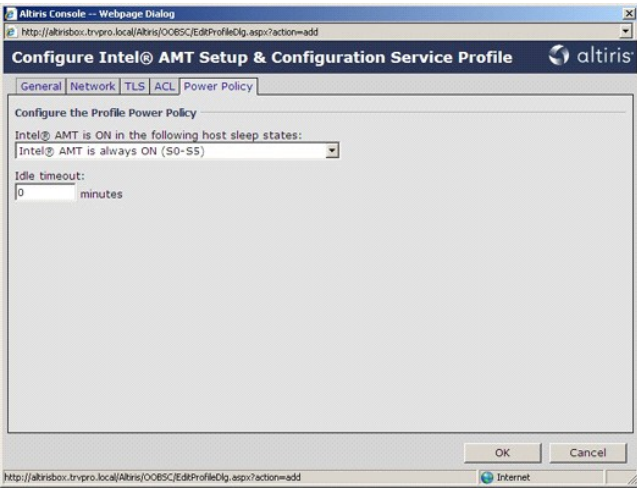 Altiris Console -- Webpage Dialog
http://altirisbox.trvpro.local/Altiris/OOBSC/EditProfileDlg.aspx?action=add
Configure Intel® AMT Setup & Configuration Service Profile
altiris
General Network TLS ACL Power Policy
Configure the Profile Power Policy
Intel® AMT is ON in the following host sleep states:
Intel® AMT is always ON (S0-S5)
Idle timeout:
0 minutes
OK Cancel
http://altirisbox.trvpro.local/Altiris/OOBSC/EditProfileDlg.aspx?action=add Internet